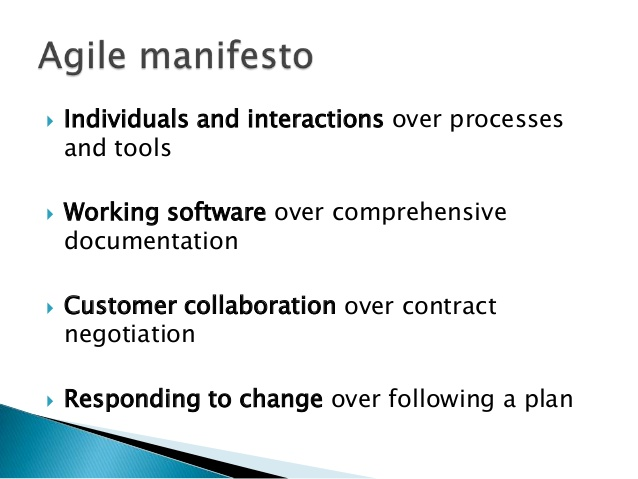 Agile manifesto
Individuals and interactions over processes
and tools
Working software over comprehensive
documentation
Customer collaboration over contract
negotiation
Responding to change over following a plan